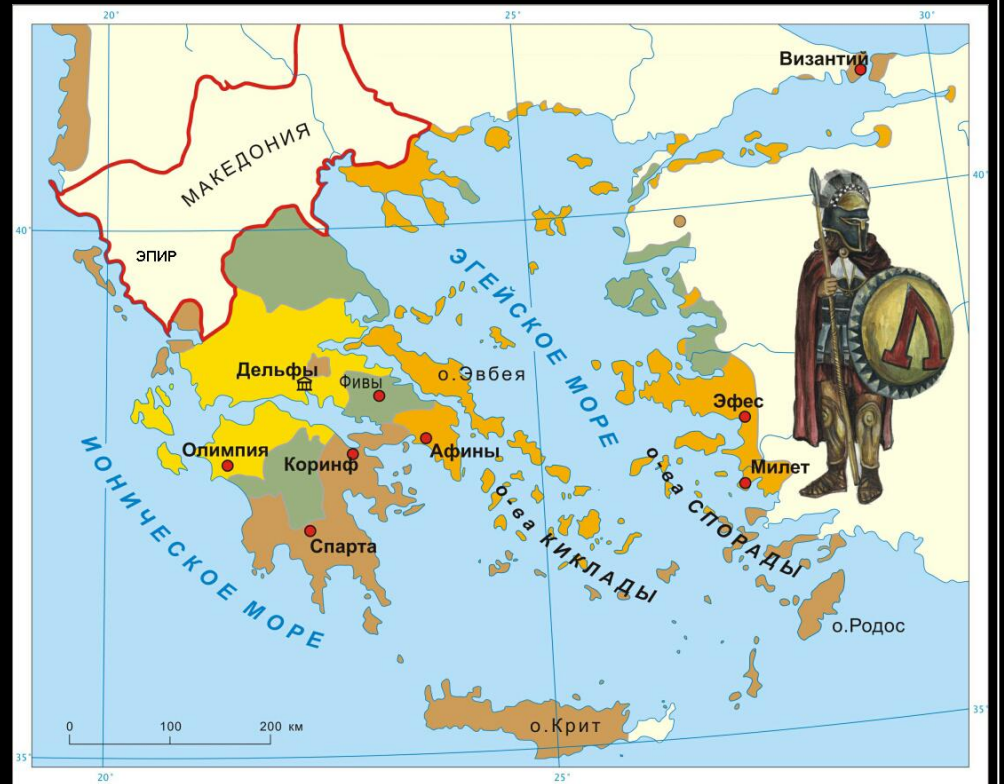 20°
25°
30°
Византий
МАКЕДОНИЯ
40°
40°
ЭПИР
ЭГЕЙСКОЕ МОРЕ
Дельфы
Фивы
о.Эвбея
Эфес
Олимпия
Коринф
Афины
Милет
ИОНИЧЕСКОЕ МОРЕ
о-ва КИКЛАДЫ
о-ва СПОРАДЫ
Спарта
о.Родос
0 100 200 км
о.Крит
35°
35°
20°
25°
Λ